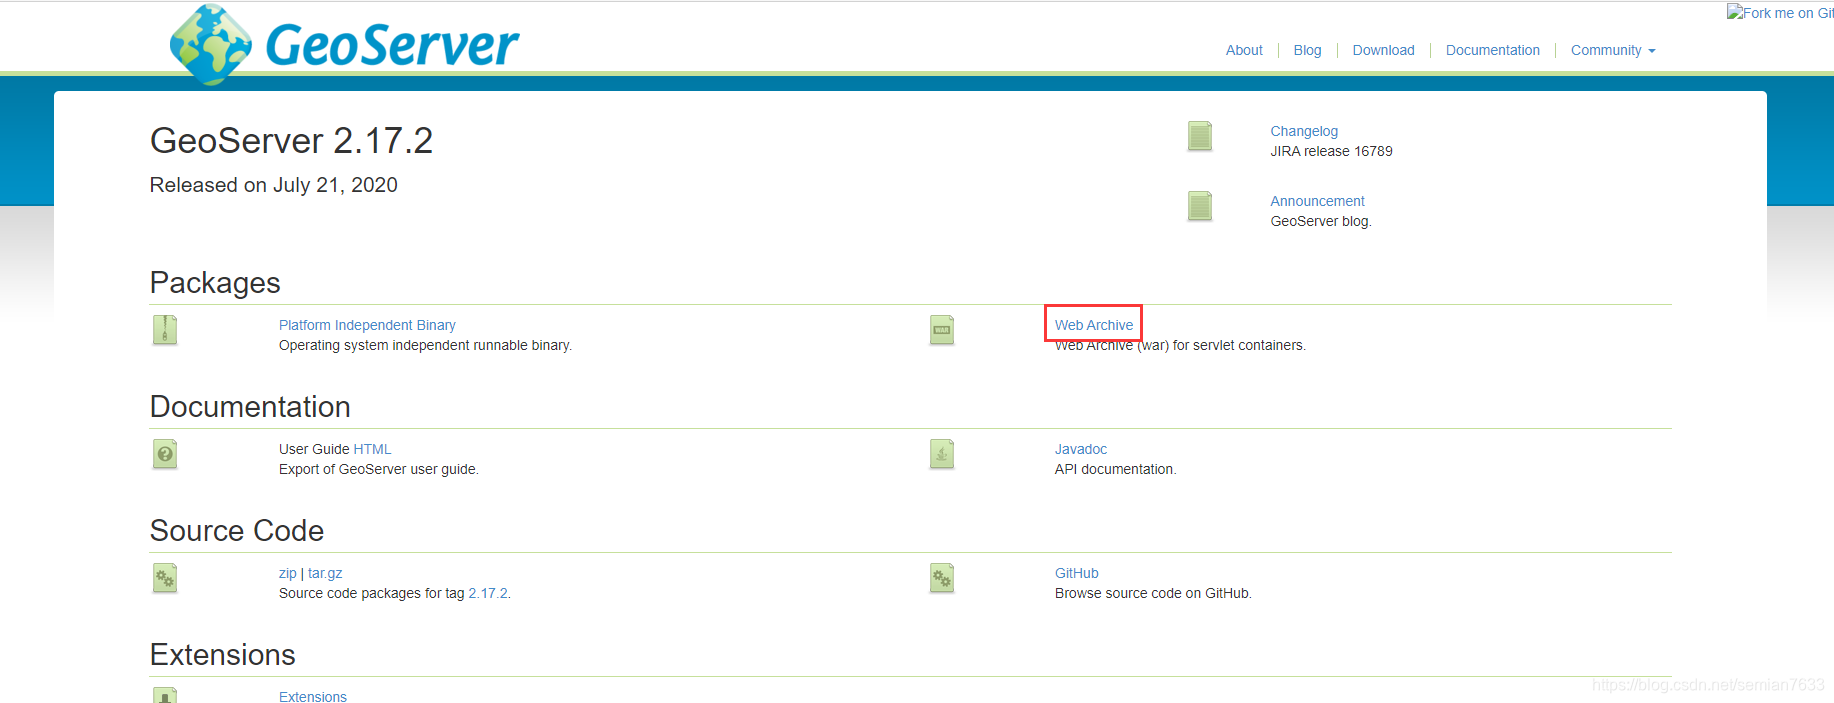 Fork me on Git
GeoServer
About
Blog
Download
Documentation
Community
GeoServer 2.17.2
Released on July 21, 2020
Changelog
JIRA release 16789
Announcement
GeoServer blog.
Packages
Platform Independent Binary
Operating system independent runnable binary.
WAR
Web Archive
Web Archive (war) for servlet containers.
Documentation
User Guide HTML
Export of GeoServer user guide.
Javadoc
API documentation.
Source Code
zip | tar.gz
Source code packages for tag 2.17.2.
GitHub
Browse source code on GitHub.
Extensions
Extensions
https://blog.csdn.net/semian7633